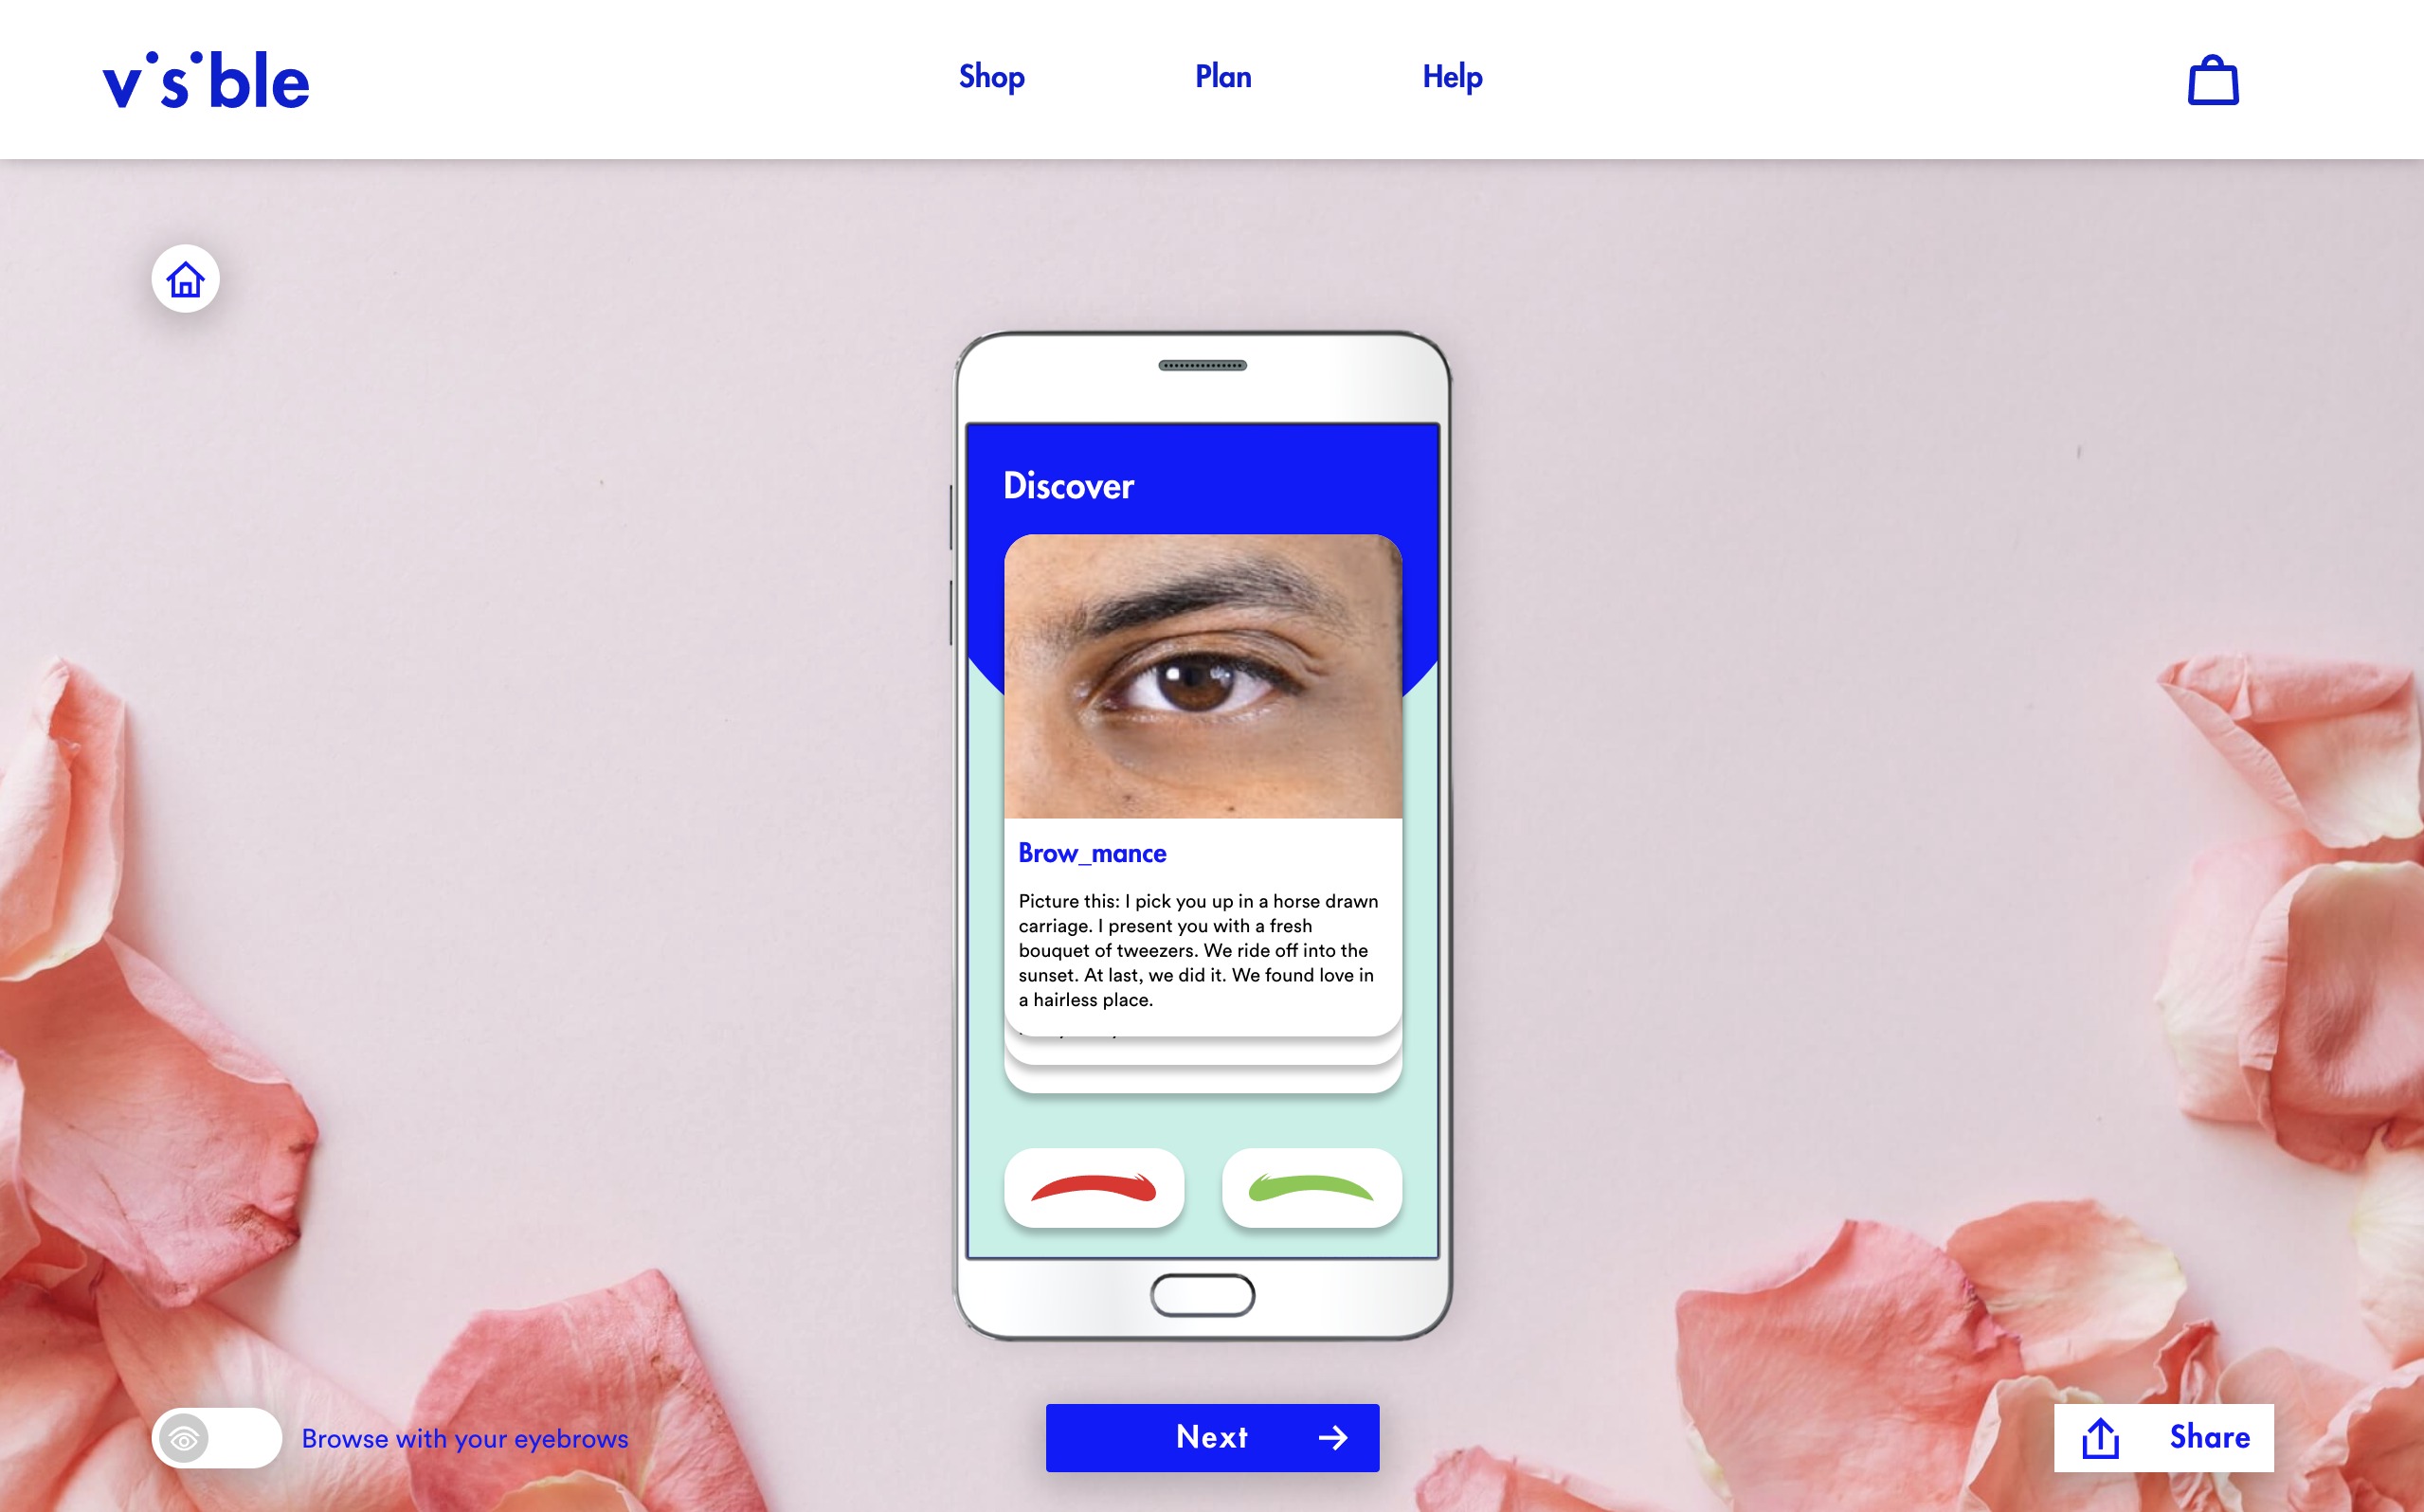 visible
Shop
Plan
Help
Discover
Brow_mance
Picture this: I pick you up in a horse drawn
carriage. I present you with a fresh
bouquet of tweezers. We ride off into the
sunset. At last, we did it. We found love in
a hairless place.
Browse with your eyebrows
Next
Share